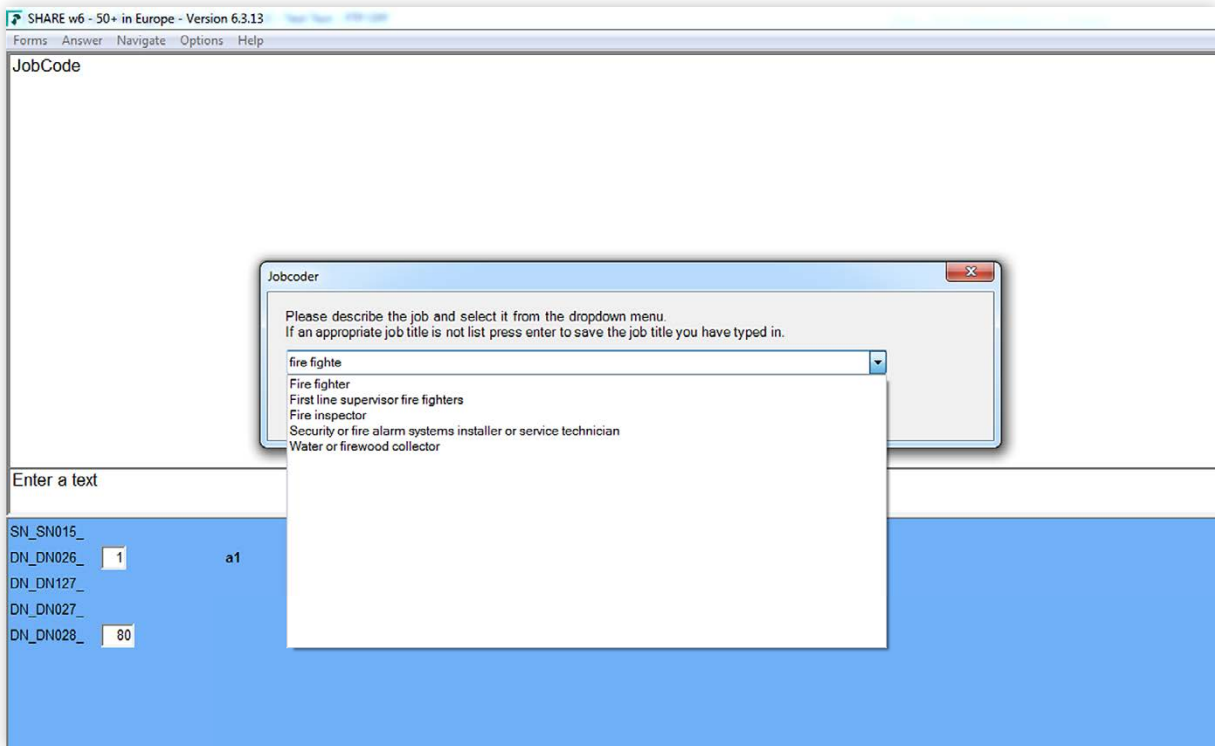 SHARE w6 - 50+ in Europe - Version 6.3.13
Forms Answer Navigate Options Help
JobCode
Jobcoder
Please describe the job and select it from the dropdown menu.
If an appropriate job title is not list press enter to save the job title you have typed in.
fire fighte
Fire fighter
First line supervisor fire fighters
Fire inspector
Security or fire alarm systems installer or service technician
Water or firewood collector
Enter a text
SN_SN015_
DN_DN026_ 1 a1
DN_DN127_
DN_DN027_
DN_DN028_ 80